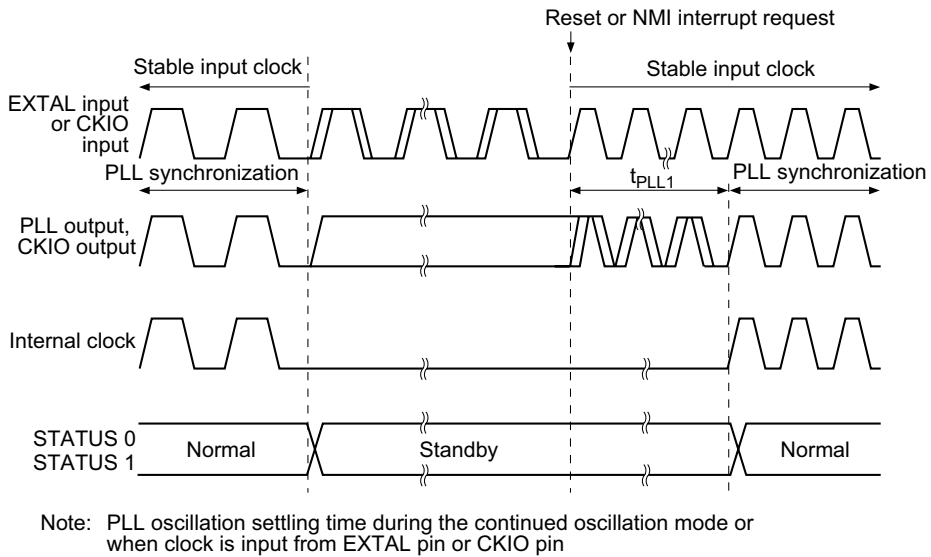 Reset or NMI interrupt request
Stable input clock
Stable input clock
EXTAL input
or CKIO
input
PLL synchronization
tPLL1
PLL synchronization
PLL output,
CKIO output
Internal clock
STATUS 0
STATUS 1
Normal
Standby
Normal
Note: PLL oscillation settling time during the continued oscillation mode or
when clock is input from EXTAL pin or CKIO pin